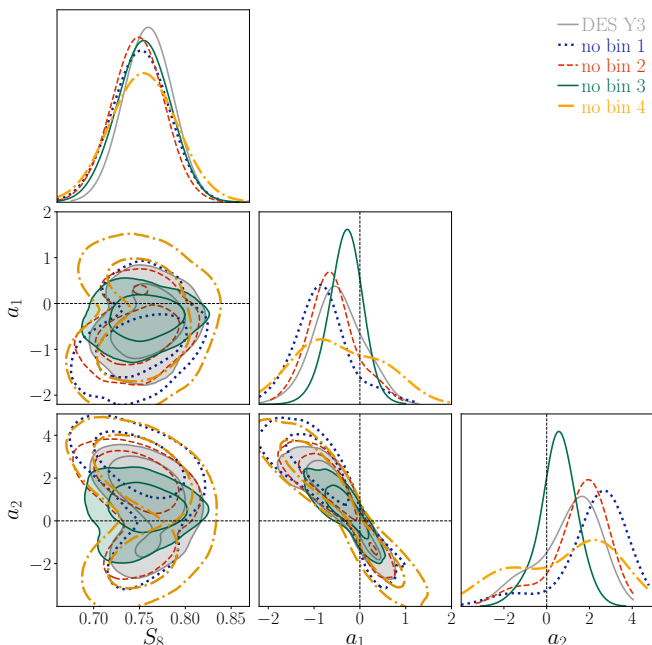 DES Y3
no bin 1
no bin 2
no bin 3
no bin 4
2
1
0
−1
−2
a₁
4
2
0
−2
a₂
0.70 0.75 0.80 0.85
S₈
−2 −1 0 1 2
a₁
−2 0 2 4
a₂